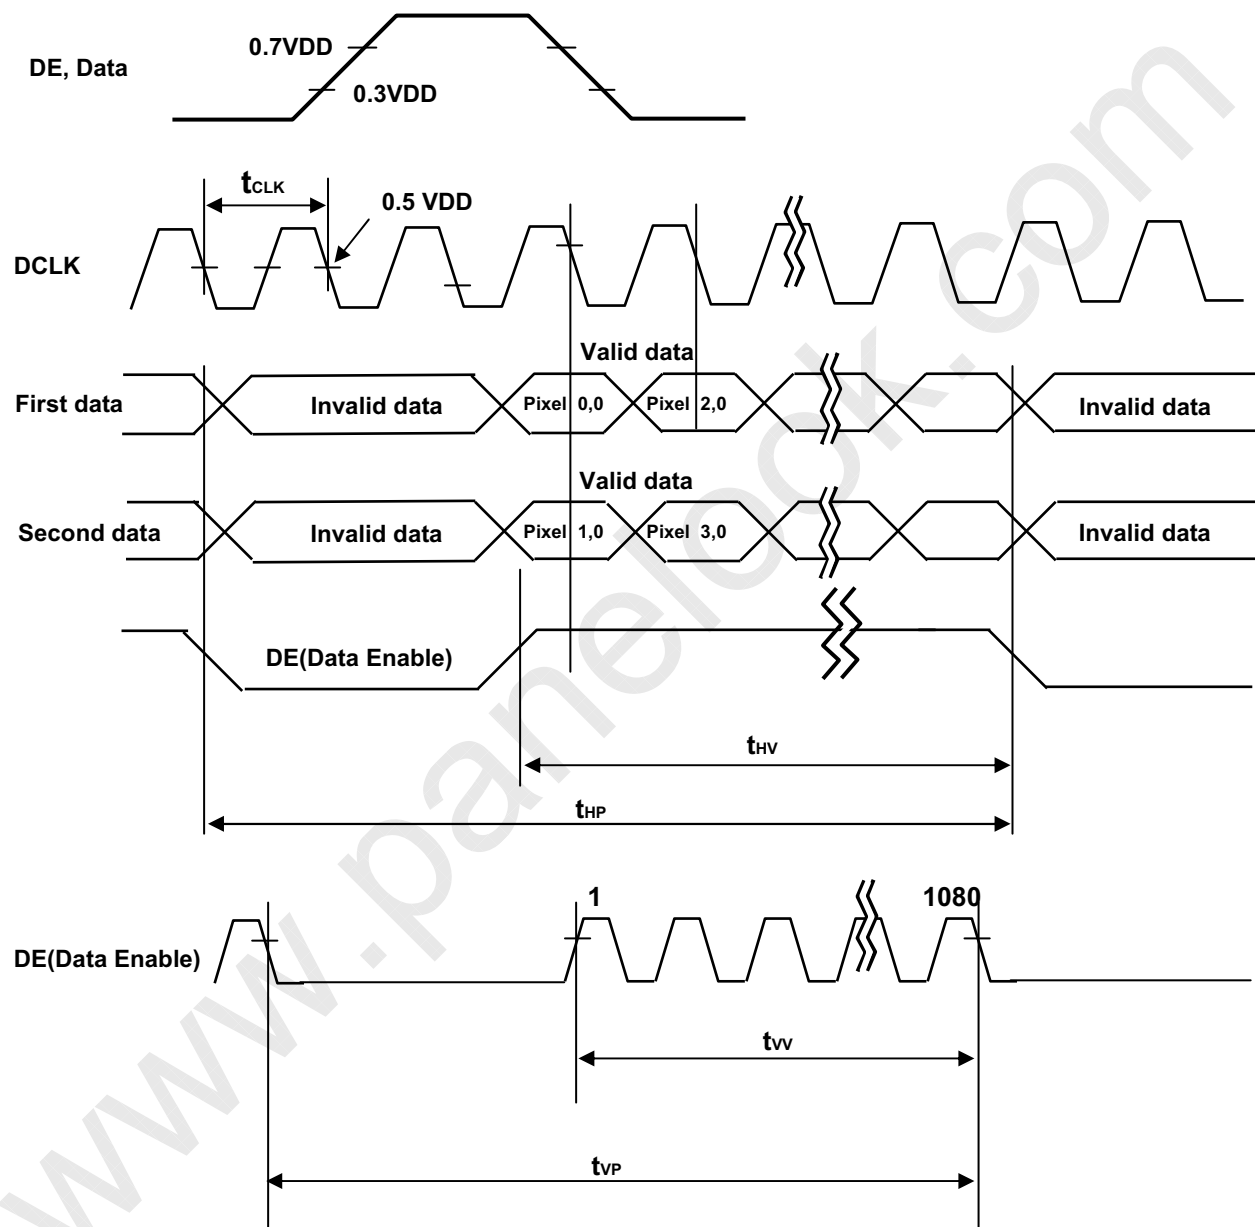 0.7VDD
DE, Data
0.3VDD
tCLK
0.5 VDD
DCLK
Valid data
First data
Invalid data
Pixel 0,0
Pixel 2,0
Invalid data
Valid data
Second data
Invalid data
Pixel 1,0
Pixel 3,0
Invalid data
DE(Data Enable)
tHV
tHP
1
1080
DE(Data Enable)
tVV
tVP
www.panelook.com